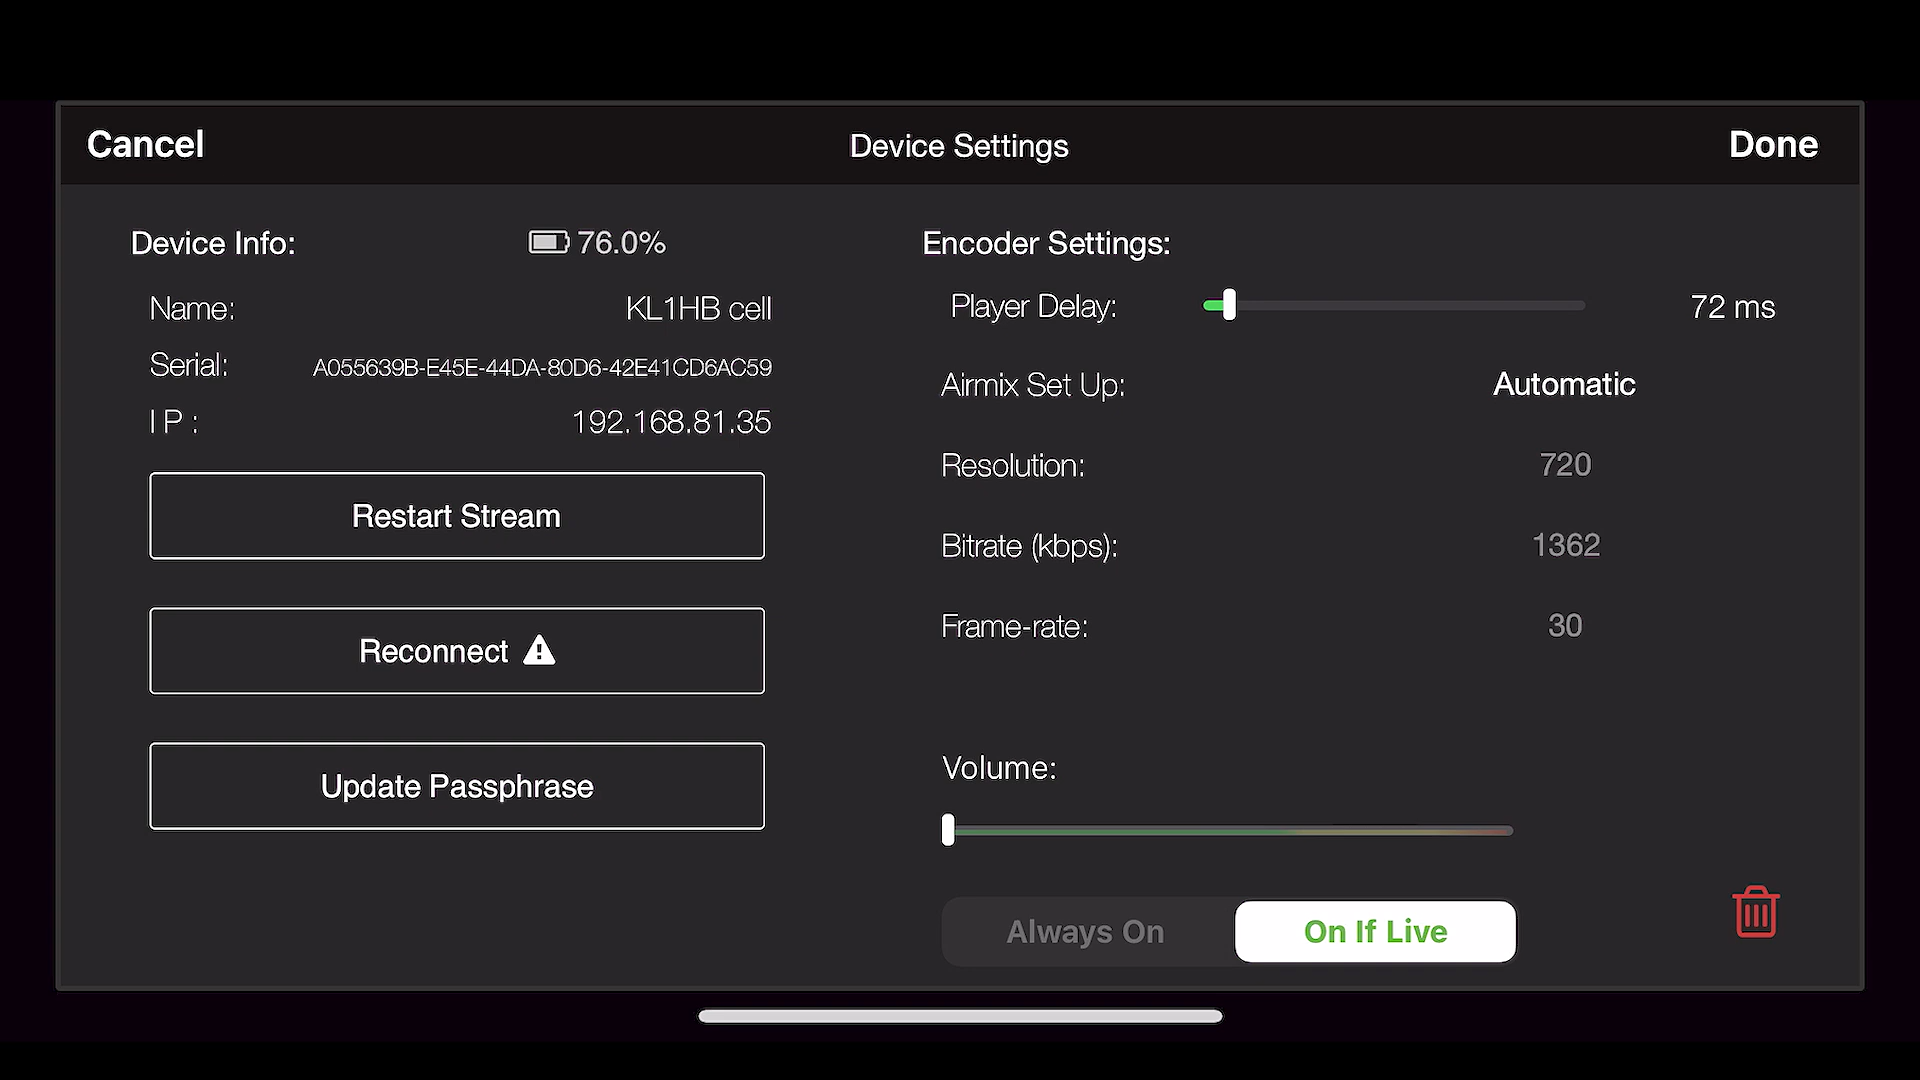 Cancel
Device Settings
Done
Device Info:
76.0%
Name:
KL1HB cell
Serial:
A055639B-E45E-44DA-80D6-42E41CD6AC59
IP :
192.168.81.35
Restart Stream
Reconnect
Update Passphrase
Encoder Settings:
Player Delay:
72 ms
Airmix Set Up:
Automatic
Resolution:
720
Bitrate (kbps):
1362
Frame-rate:
30
Volume:
Always On
On If Live